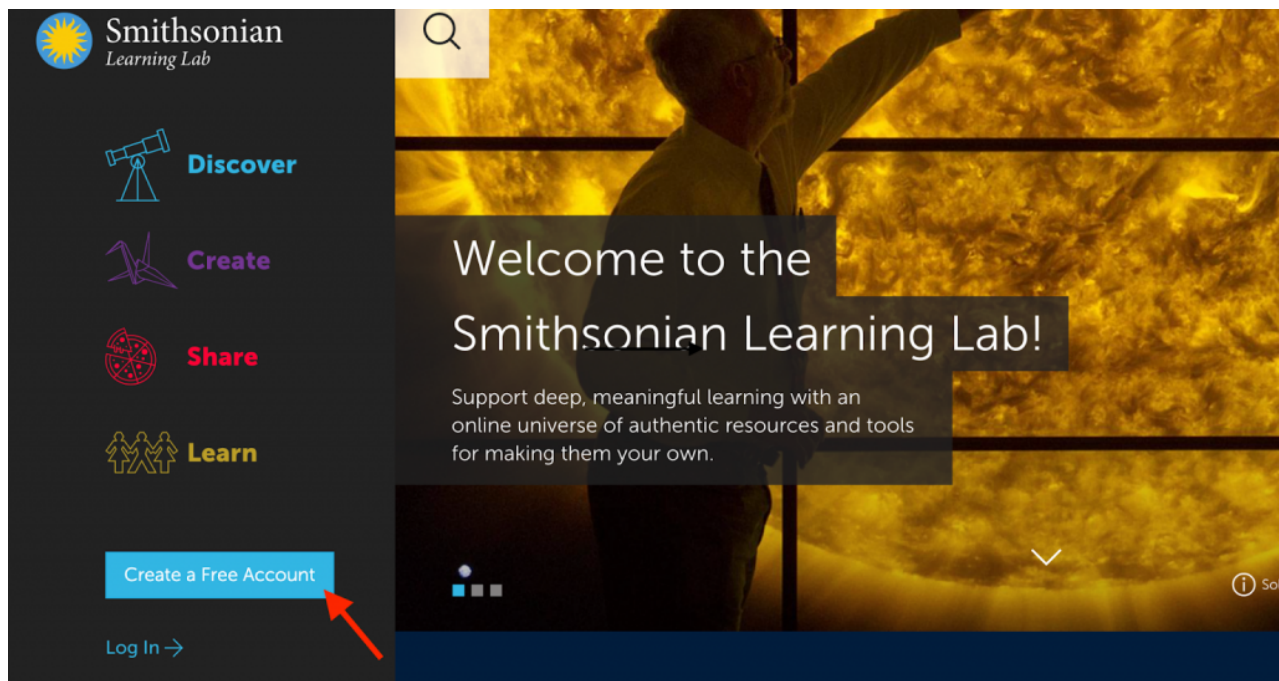 Smithsonian
Learning Lab
Discover
Create
Share
Learn
Create a Free Account
Log In →
Welcome to the
Smithsonian Learning Lab!
Support deep, meaningful learning with an
online universe of authentic resources and tools
for making them your own.